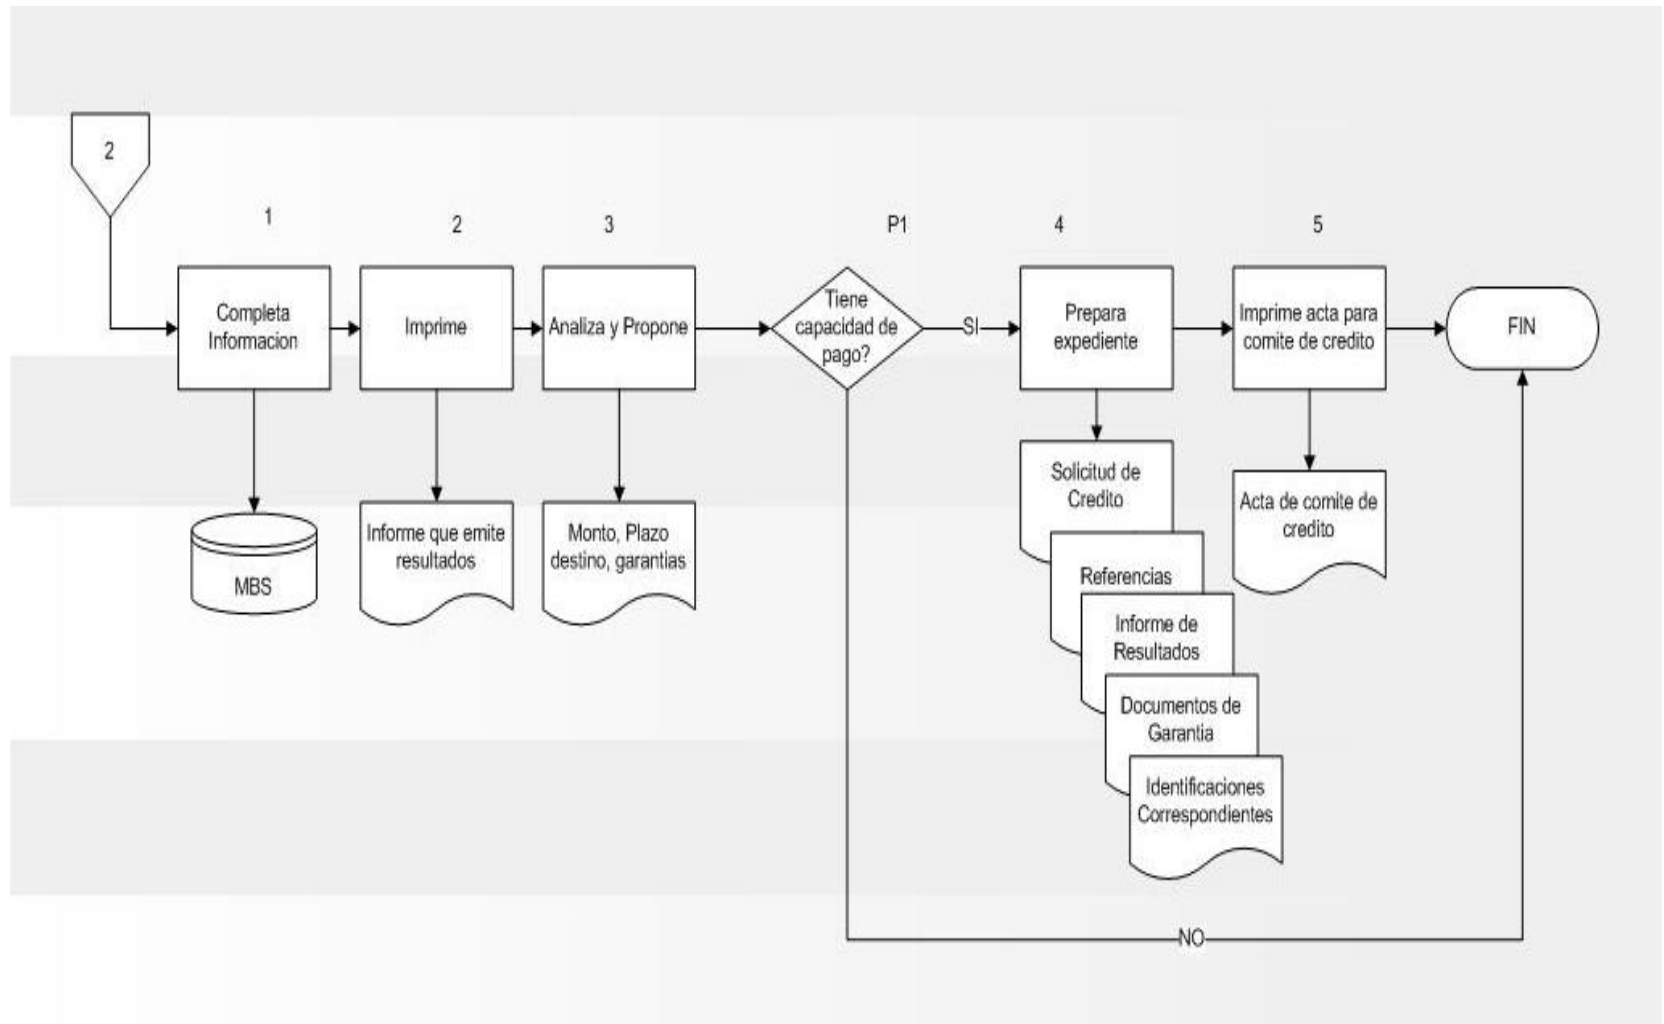 2
1
2
3
P1
4
5
Completa
Informacion
Imprime
Analiza y Propone
Tiene
capacidad de
pago?
SI
Prepara
expediente
Imprime acta para
comite de credito
FIN
MBS
Informe que emite
resultados
Monto, Plazo
destino, garantias
Solicitud de
Credito
Referencias
Informe de
Resultados
Documentos de
Garantia
Identificaciones
Correspondientes
Acta de comite de
credito
NO